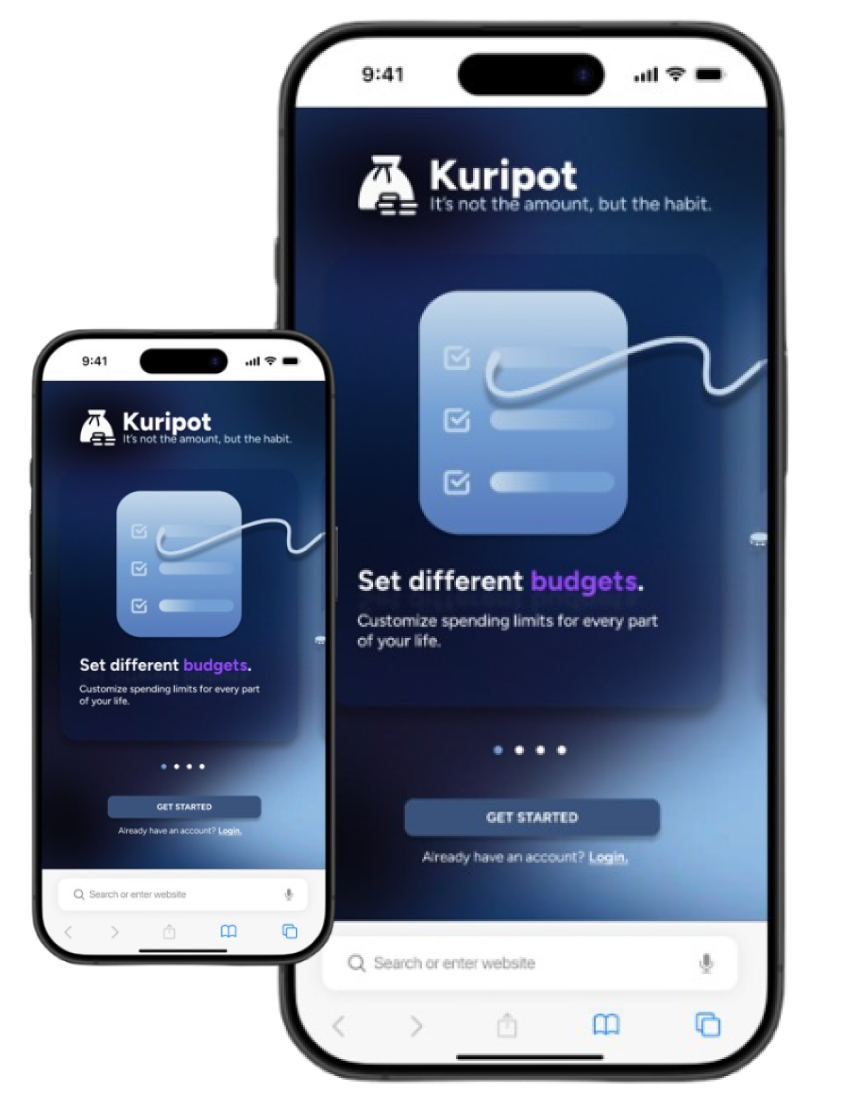 9:41
Kuripot
It's not the amount, but the habit.
Set different budgets.
Customize spending limits for every part
of your life.
GET STARTED
Already have an account? Login.
Search or enter website
9:41
Kuripot
It's not the amount, but the habit.
Set different budgets.
Customize spending limits for every part
of your life.
GET STARTED
Already have an account? Login.
Search or enter website